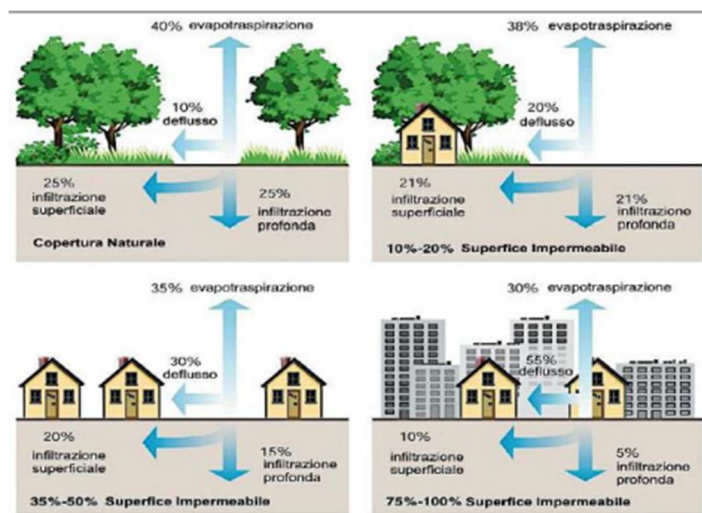 40% evapotraspirazione
10%
deflusso
25%
infiltrazione
superficiale
25%
infiltrazione
profonda
Copertura Naturale
38% evapotraspirazione
20%
deflusso
21%
infiltrazione
superficiale
21%
infiltrazione
profonda
10%-20% Superfice Impermeabile
35% evapotraspirazione
30%
deflusso
20%
infiltrazione
superficiale
15%
infiltrazione
profonda
35%-50% Superfice Impermeabile
30% evapotraspirazione
55%
deflusso
10%
infiltrazione
superficiale
5%
infiltrazione
profonda
75%-100% Superfice Impermeabile